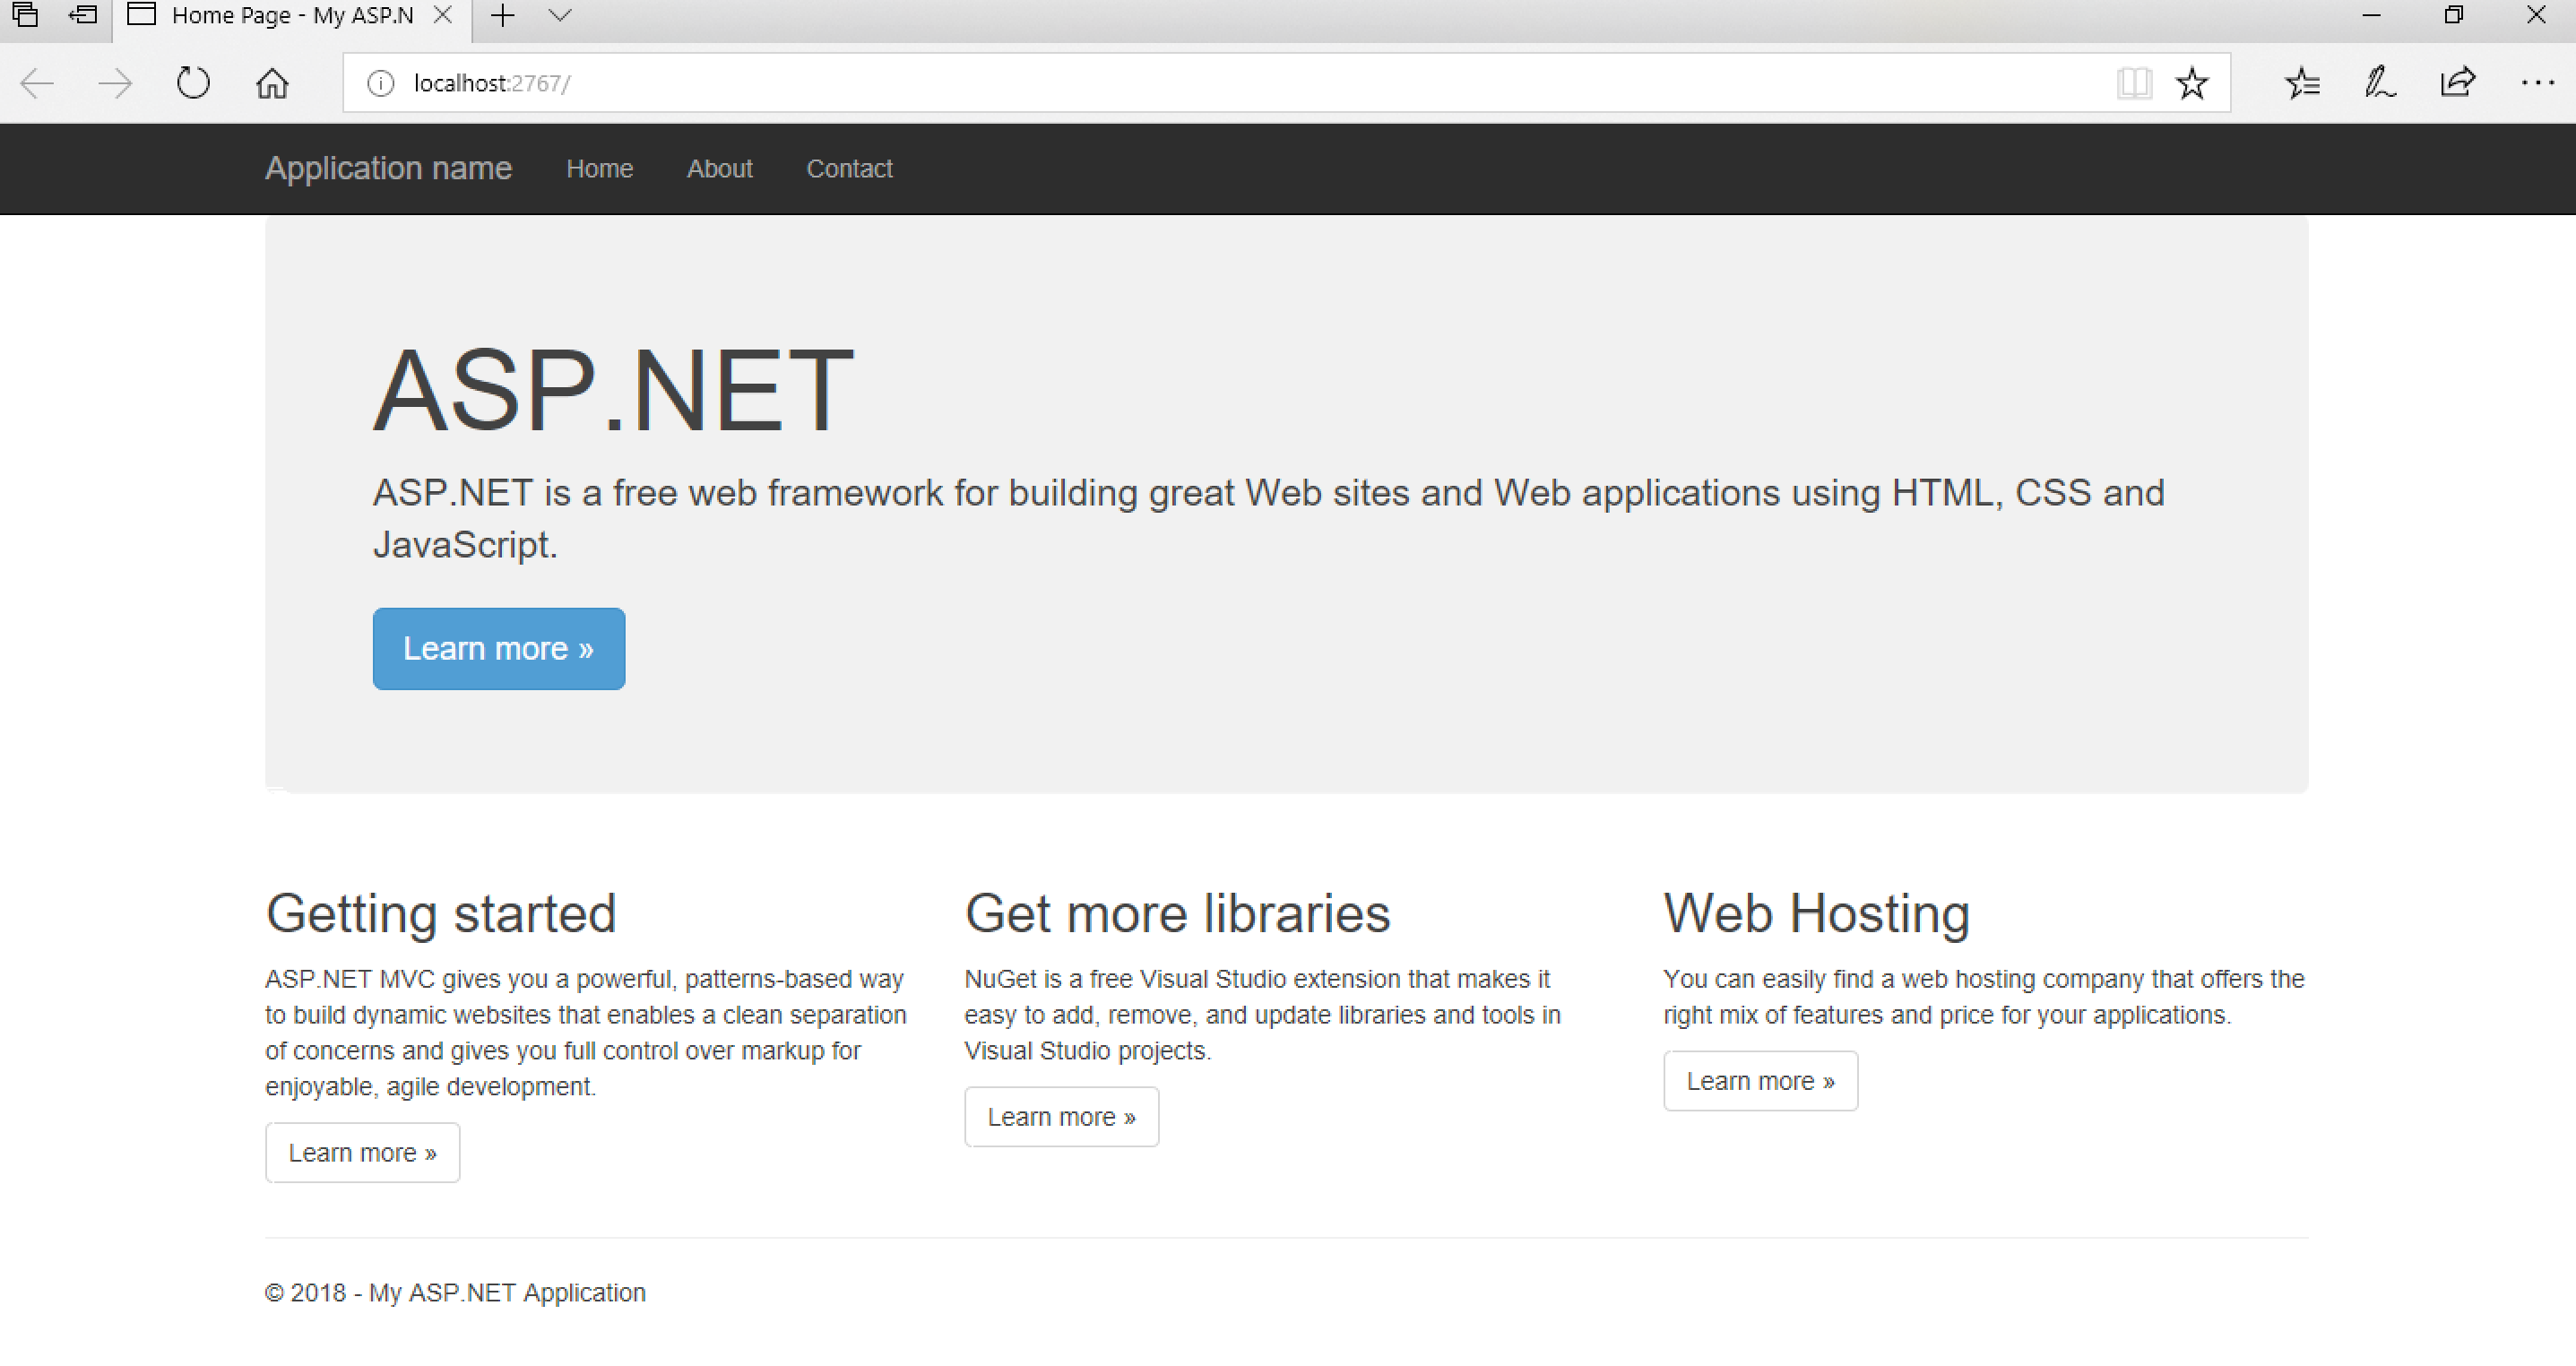 Home Page - My ASP.N
localhost:2767/
Application name Home About Contact
ASP.NET
ASP.NET is a free web framework for building great Web sites and Web applications using HTML, CSS and
JavaScript.
Learn more »
Getting started
ASP.NET MVC gives you a powerful, patterns-based way
to build dynamic websites that enables a clean separation
of concerns and gives you full control over markup for
enjoyable, agile development.
Learn more »
Get more libraries
NuGet is a free Visual Studio extension that makes it
easy to add, remove, and update libraries and tools in
Visual Studio projects.
Learn more »
Web Hosting
You can easily find a web hosting company that offers the
right mix of features and price for your applications.
Learn more »
© 2018 - My ASP.NET Application